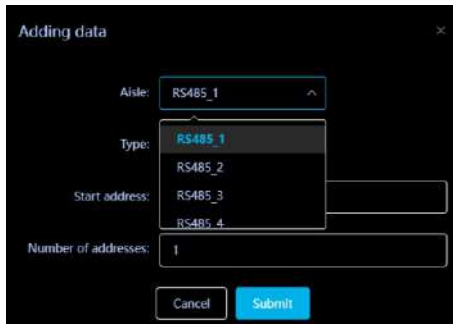 Adding data
×
Aisle: RS485_1
RS485_1
Type:
RS485_2
Start address: RS485_3
RS485_4
Number of addresses: 1
Cancel Submit